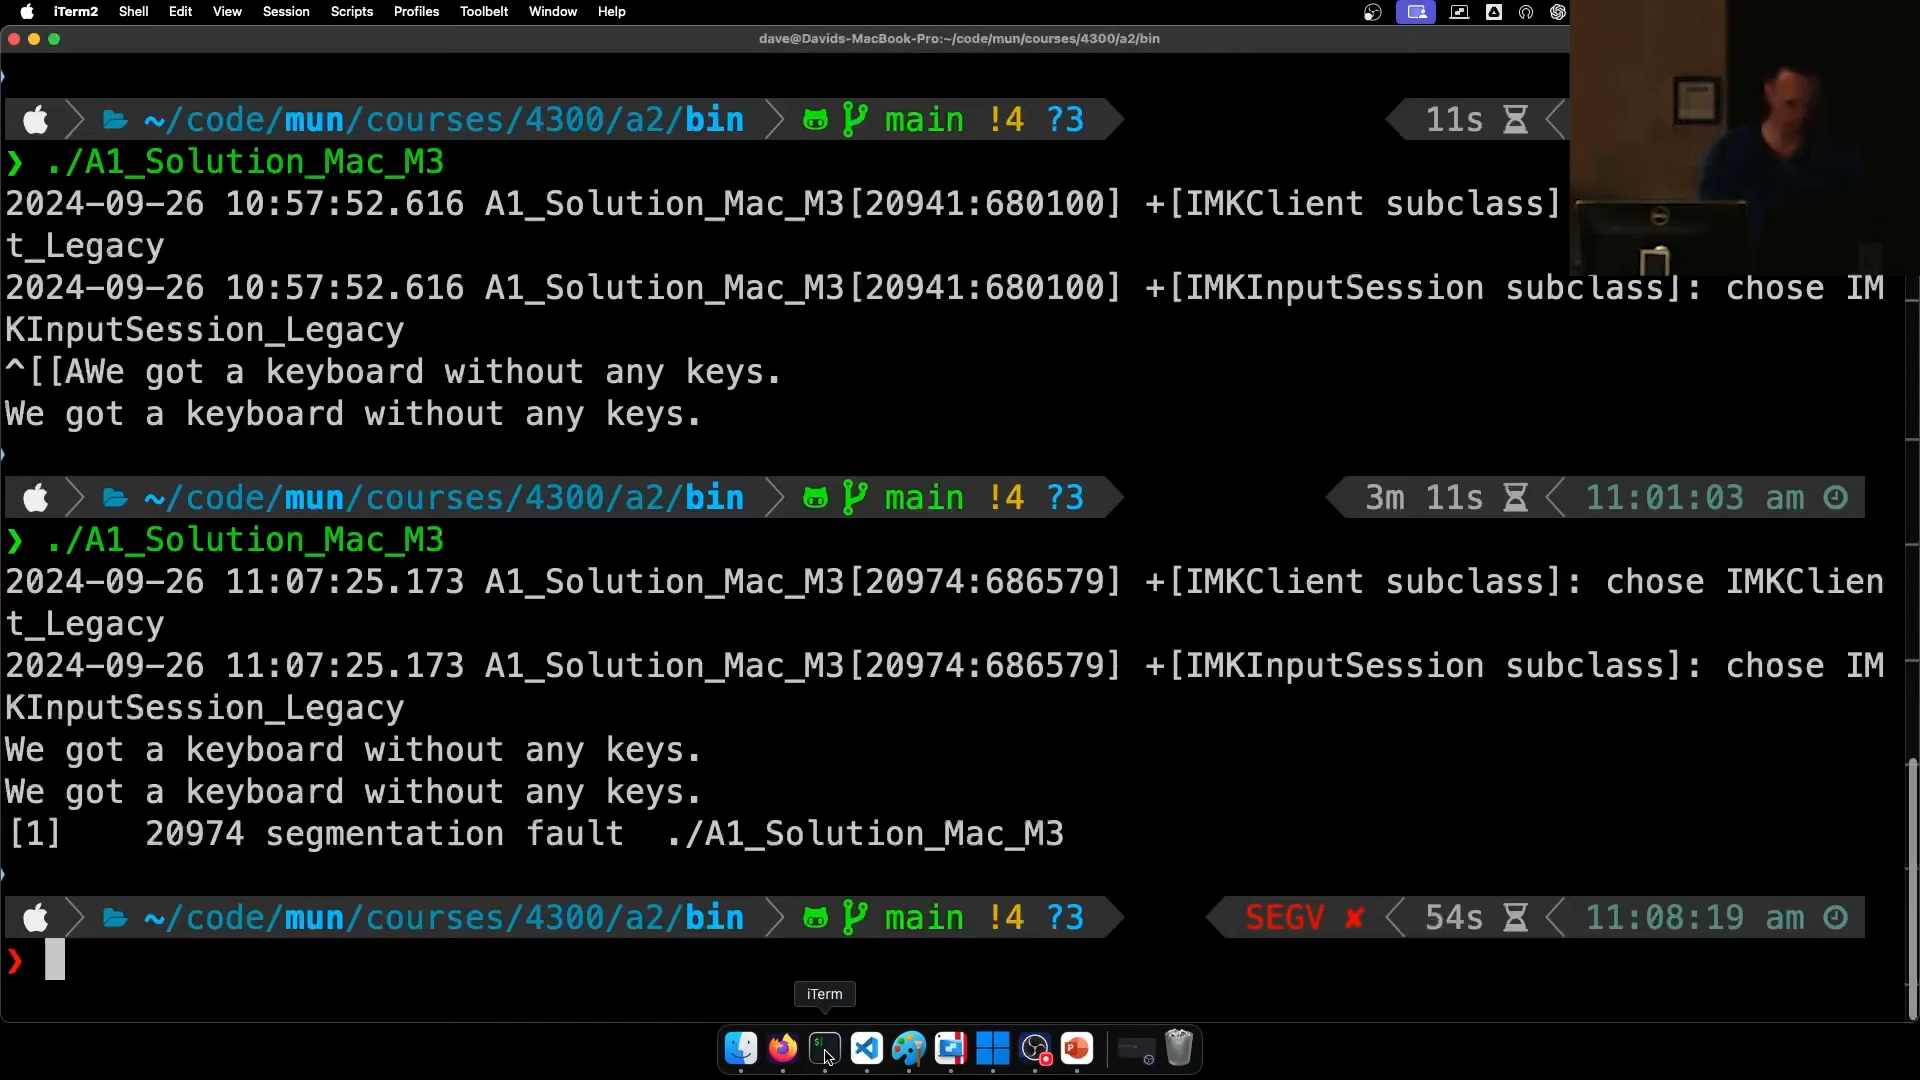 iTerm2 Shell Edit View Session Scripts Profiles Toolbelt Window Help
dave@Davids-MacBook-Pro:~/code/mun/courses/4300/a2/bin
~/code/mun/courses/4300/a2/bin main !4 ?3 11s
❯ ./A1_Solution_Mac_M3
2024-09-26 10:57:52.616 A1_Solution_Mac_M3[20941:680100] +[IMKClient subclass]
t_Legacy
2024-09-26 10:57:52.616 A1_Solution_Mac_M3[20941:680100] +[IMKInputSession subclass]: chose IM
KInputSession_Legacy
^[[AWe got a keyboard without any keys.
We got a keyboard without any keys.
~/code/mun/courses/4300/a2/bin main !4 ?3 3m 11s 11:01:03 am
❯ ./A1_Solution_Mac_M3
2024-09-26 11:07:25.173 A1_Solution_Mac_M3[20974:686579] +[IMKClient subclass]: chose IMKClien
t_Legacy
2024-09-26 11:07:25.173 A1_Solution_Mac_M3[20974:686579] +[IMKInputSession subclass]: chose IM
KInputSession_Legacy
We got a keyboard without any keys.
We got a keyboard without any keys.
[1]    20974 segmentation fault  ./A1_Solution_Mac_M3
~/code/mun/courses/4300/a2/bin main !4 ?3 SEGV ✘ 54s 11:08:19 am
❯
iTerm